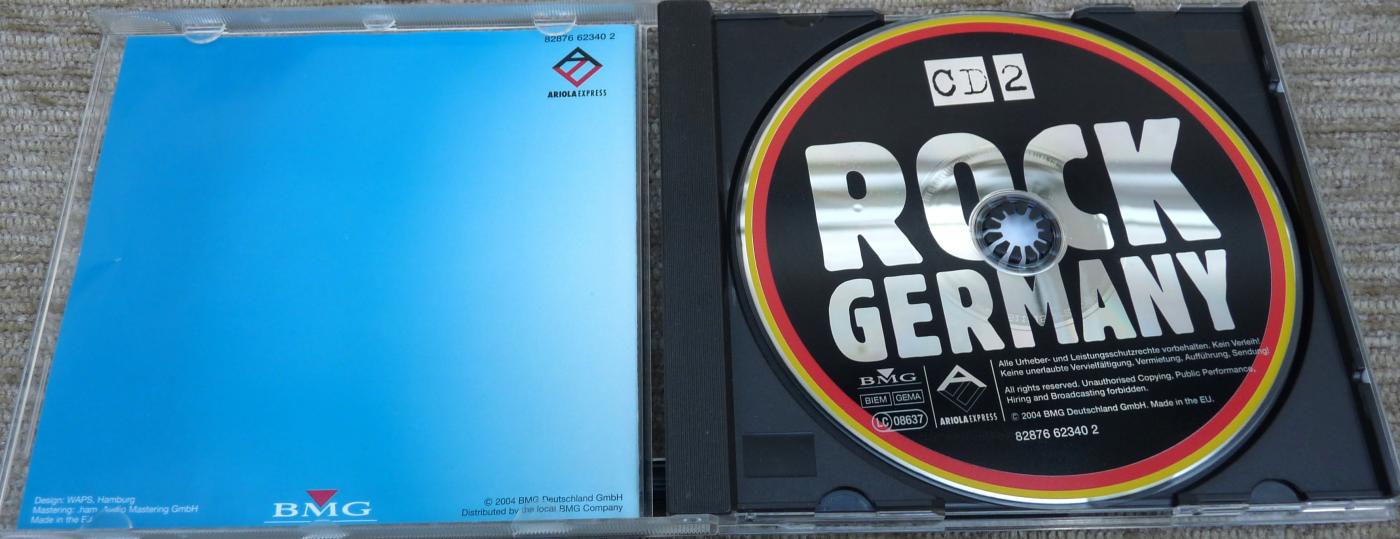 82876 62340 2
ARIOLA EXPRESS
Design: WAPS, Hamburg
Mastering: .ham. Audio Mastering GmbH
Made in the EU
BMG
© 2004 BMG Deutschland GmbH
Distributed by the local BMG Company
CD 2
ROCK
GERMANY
BMG
BIEM GEMA
LC 08637
ARIOLA EXPRESS
Alle Urheber- und Leistungsschutzrechte vorbehalten. Kein Verleih!
Keine unerlaubte Vervielfältigung, Vermietung, Aufführung, Sendung!
All rights reserved. Unauthorised Copying, Public Performance,
Hiring and Broadcasting forbidden.
© 2004 BMG Deutschland GmbH. Made in the EU.
82876 62340 2